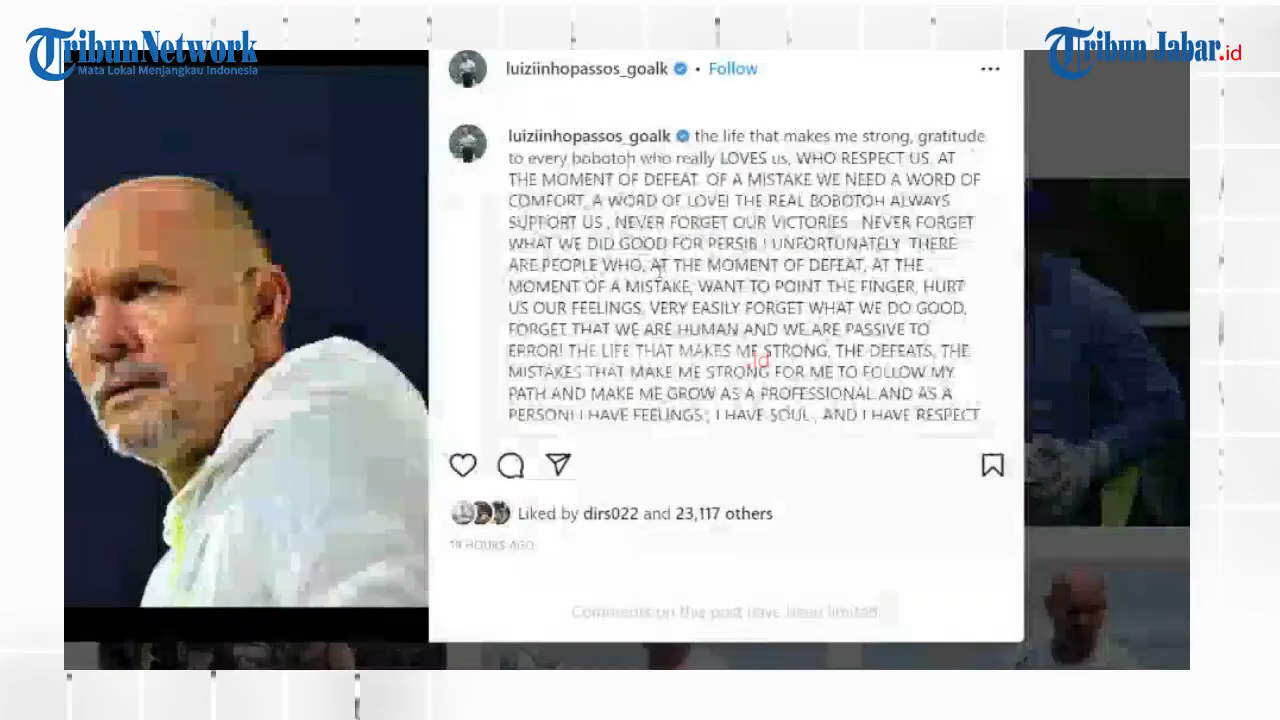 TribunNetwork
Mata Lokal Menjangkau Indonesia
Tribun Jabar.id
luiziinhopassos_goalk • Follow
luiziinhopassos_goalk the life that makes me strong, gratitude
to every bobotoh who really LOVES us, WHO RESPECT US, AT
THE MOMENT OF DEFEAT OF A MISTAKE WE NEED A WORD OF
COMFORT, A WORD OF LOVE! THE REAL BOBOTOH ALWAYS
SUPPORT US , NEVER FORGET OUR VICTORIES NEVER FORGET
WHAT WE DID GOOD FOR PERSIB ! UNFORTUNATELY THERE
ARE PEOPLE WHO, AT THE MOMENT OF DEFEAT, AT THE
MOMENT OF A MISTAKE, WANT TO POINT THE FINGER, HURT
US OUR FEELINGS, VERY EASILY FORGET WHAT WE DO GOOD,
FORGET THAT WE ARE HUMAN AND WE ARE PASSIVE TO
ERROR! THE LIFE THAT MAKES ME STRONG, THE DEFEATS, THE
.id
MISTAKES THAT MAKE ME STRONG FOR ME TO FOLLOW MY
PATH AND MAKE ME GROW AS A PROFESSIONAL AND AS A
PERSON! I HAVE FEELINGS , I HAVE SOUL , AND I HAVE RESPECT
Liked by dirs022 and 23,117 others
HOURS AGO
Comments on this post have been limited.